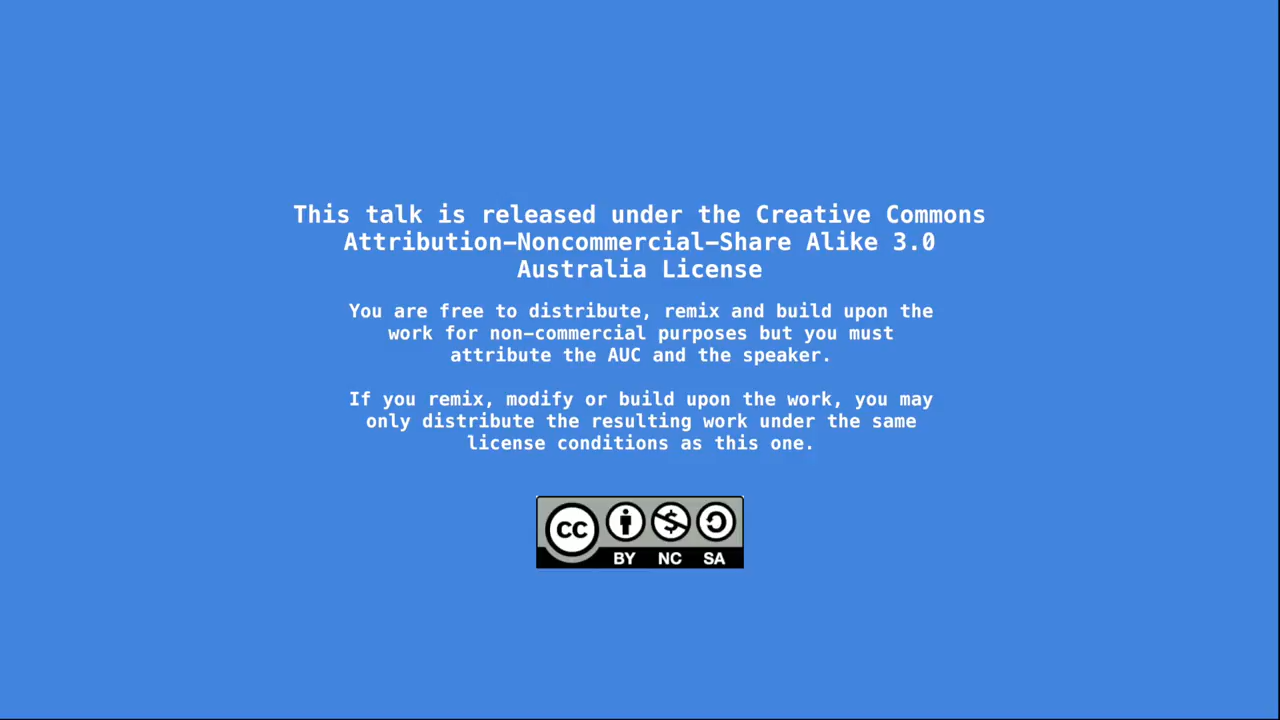 This talk is released under the Creative Commons
Attribution-Noncommercial-Share Alike 3.0
Australia License
You are free to distribute, remix and build upon the
work for non-commercial purposes but you must
attribute the AUC and the speaker.
If you remix, modify or build upon the work, you may
only distribute the resulting work under the same
license conditions as this one.
CC
BY NC SA